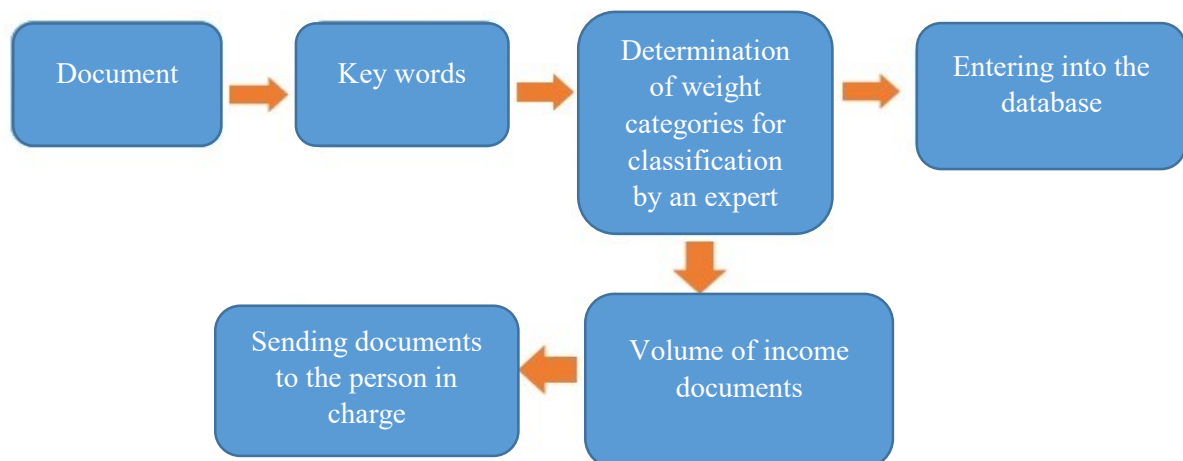 Document
Key words
Determination
of weight
categories for
classification
by an expert
Entering into the
database
Sending documents
to the person in
charge
Volume of income
documents